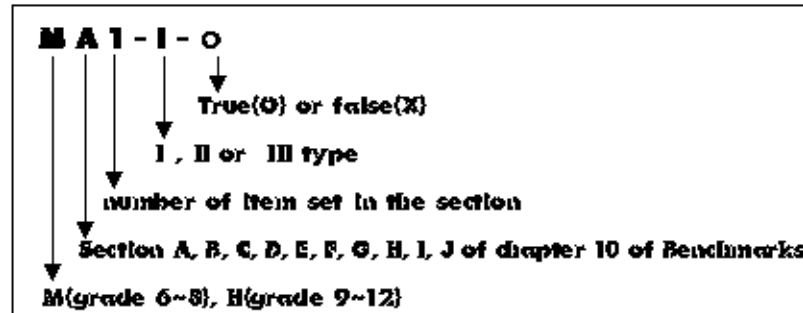 M A 1 - I - o
True(O) or false(X)
I , II or III type
number of item set in the section
Section A, B, C, D, E, F, G, H, I, J of chapter 10 of Benchmarks
M(grade 6~8), H(grade 9~12)